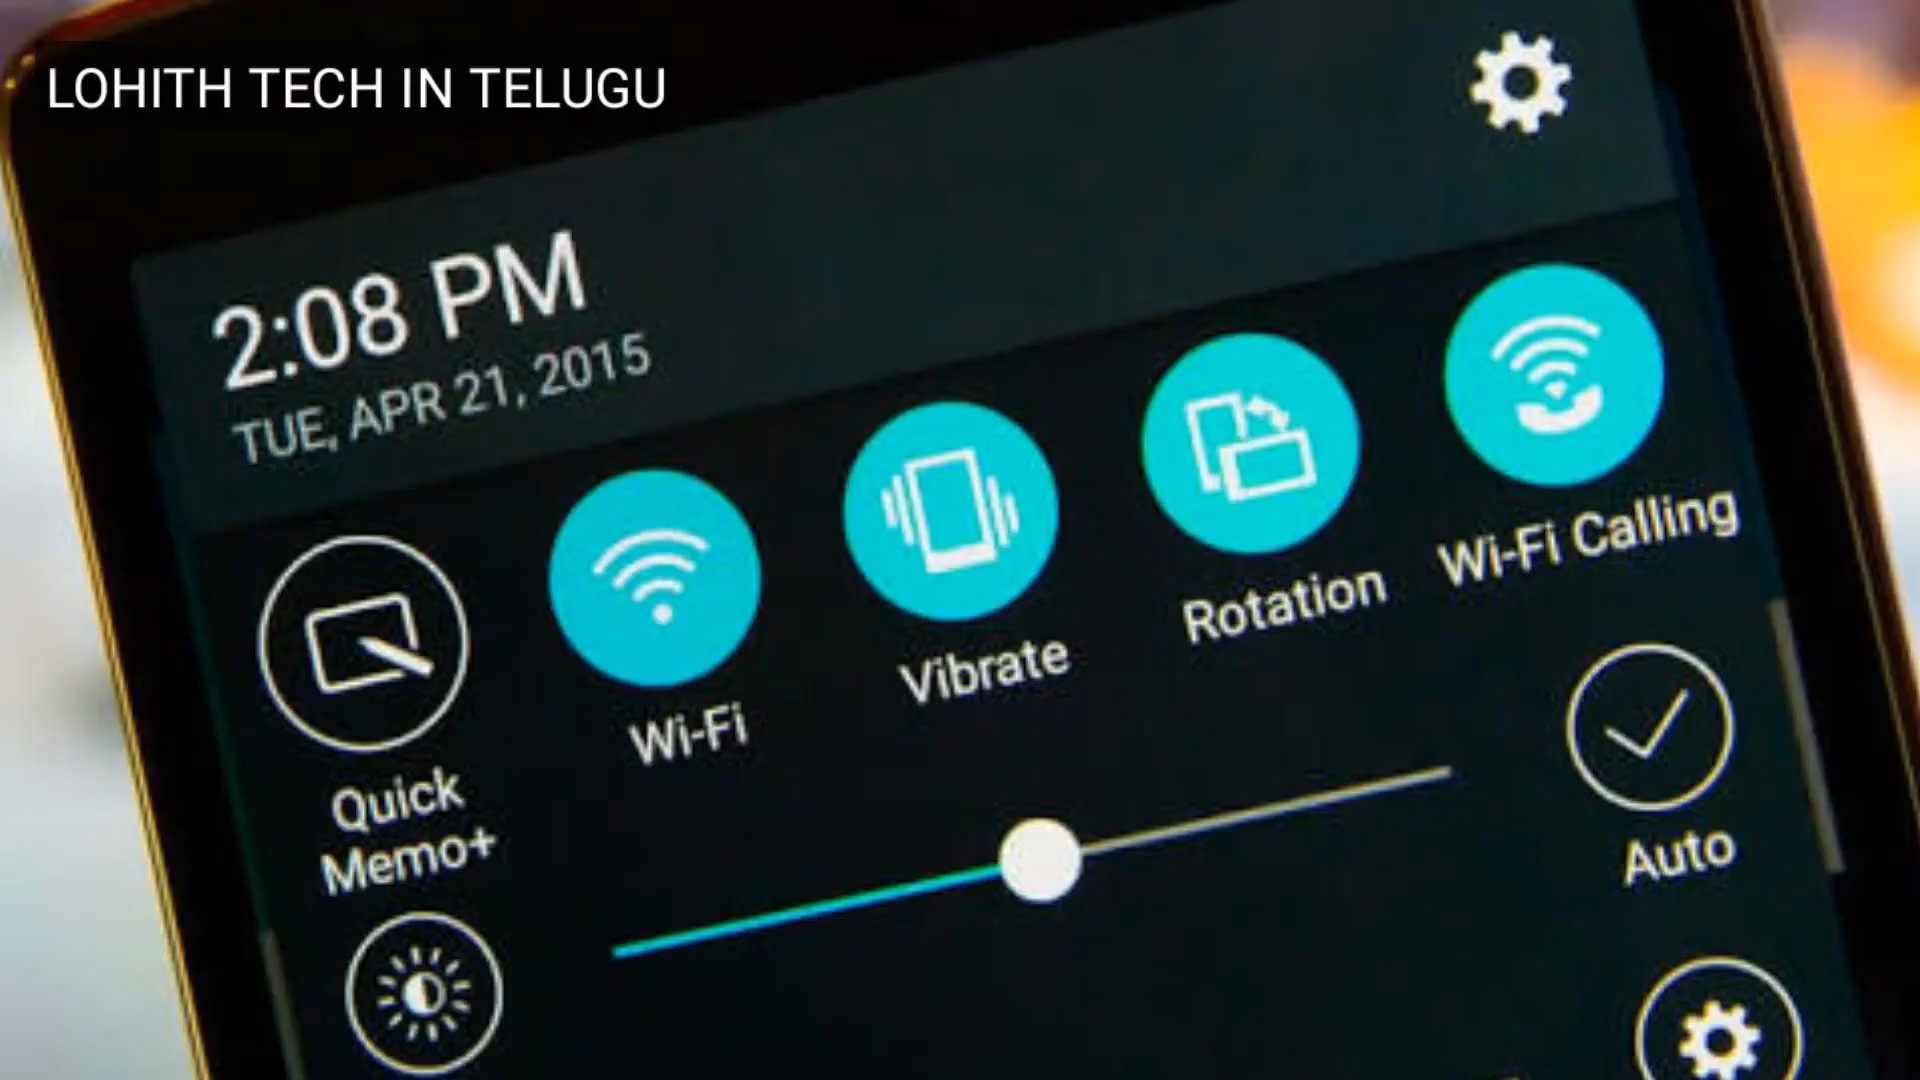 LOHITH TECH IN TELUGU
2:08 PM
TUE, APR 21, 2015
Quick
Memo+
Wi-Fi
Vibrate
Rotation
Wi-Fi Calling
Auto